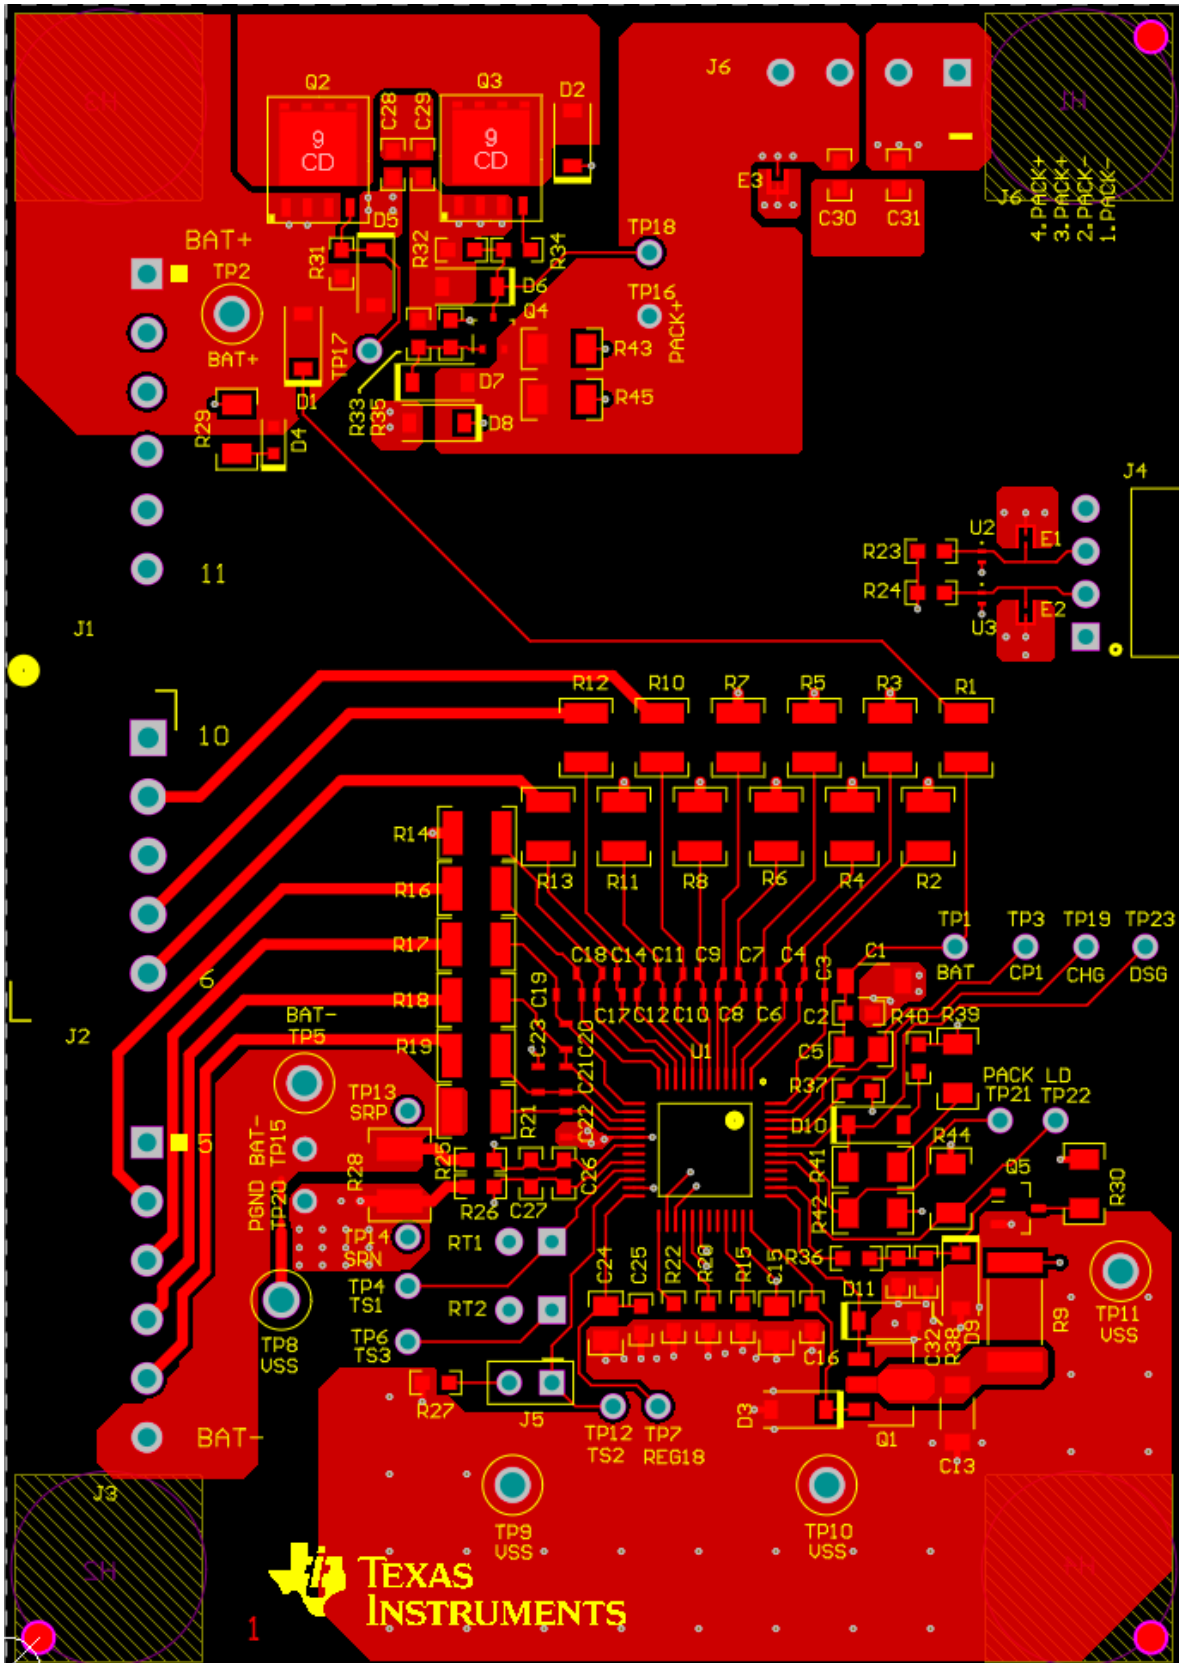 J6
Q2
Q3
D2
C28
C29
9
CD
9
CD
E3
C30
C31
J6
4.PACK+
3.PACK+
2.PACK-
1.PACK-
D5
BAT+
TP2
R31
R32
R34
TP18
D6
TP16
PACK+
Q4
BAT+
TP17
R43
D7
R45
D1
R33
R35
D8
R29
D4
J4
U2
E1
R23
R24
E2
U3
11
J1
R12
R10
R7
R5
R3
R1
10
R14
R13
R11
R8
R6
R4
R2
R16
TP1
TP3
TP19
TP23
R17
C18
C14
C11
C9
C7
C4
C3
C1
BAT
CP1
CHG
DSG
6
C19
R18
BAT-
TP5
C17
C12
C10
C8
C6
C2
R40
R39
J2
R19
C23
C20
U1
C5
C21
R37
PACK
LD
TP21
TP22
TP13
SRP
R21
C22
D10
5
PGND
BAT-
TP20
TP15
R28
R25
R41
R44
Q5
R30
R26
C27
C26
R42
TP14
SRN
RT1
R36
TP4
TS1
C24
C25
R22
R20
R15
C15
D11
RT2
TP11
VSS
R9
TP8
VSS
TP6
TS3
C16
C32
R38
D9
R27
J5
TP12
TS2
TP7
REG18
D3
Q1
C13
BAT-
J3
TP9
VSS
TP10
VSS
TEXAS
INSTRUMENTS
1